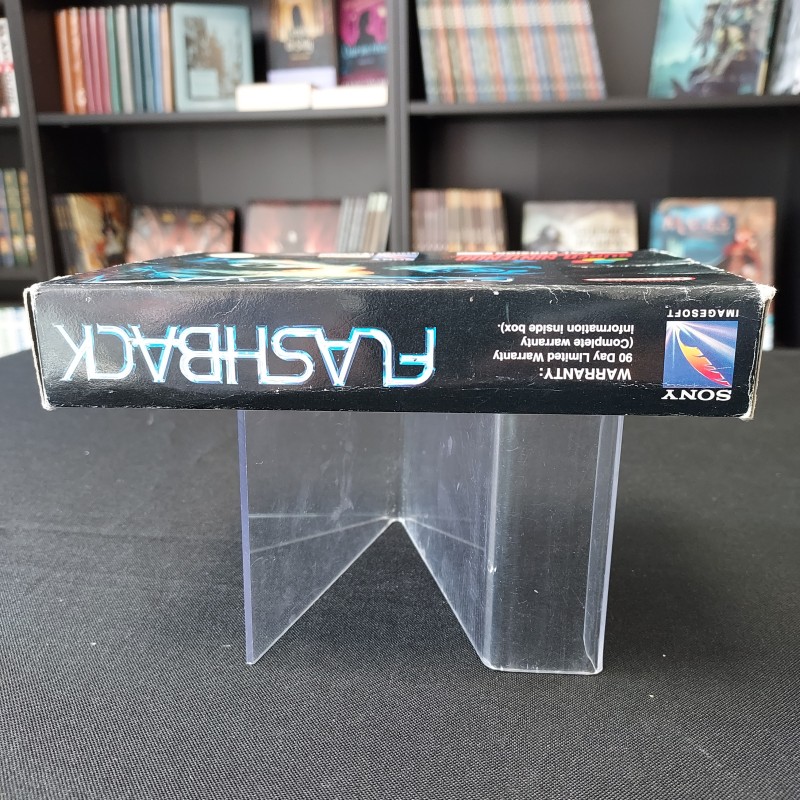 SONY
IMAGESOFT
WARRANTY:
90 Day Limited Warranty
(Complete warranty
information inside box).
FLASHBACK